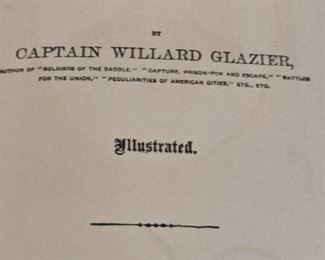 BY
CAPTAIN WILLARD GLAZIER,
AUTHOR OF "SOLDIERS OF THE SADDLE," "CAPTURE, PRISON-PEN AND ESCAPE," "BATTLES
FOR THE UNION," "PECULIARITIES OF AMERICAN CITIES," ETC., ETC.
Illustrated.